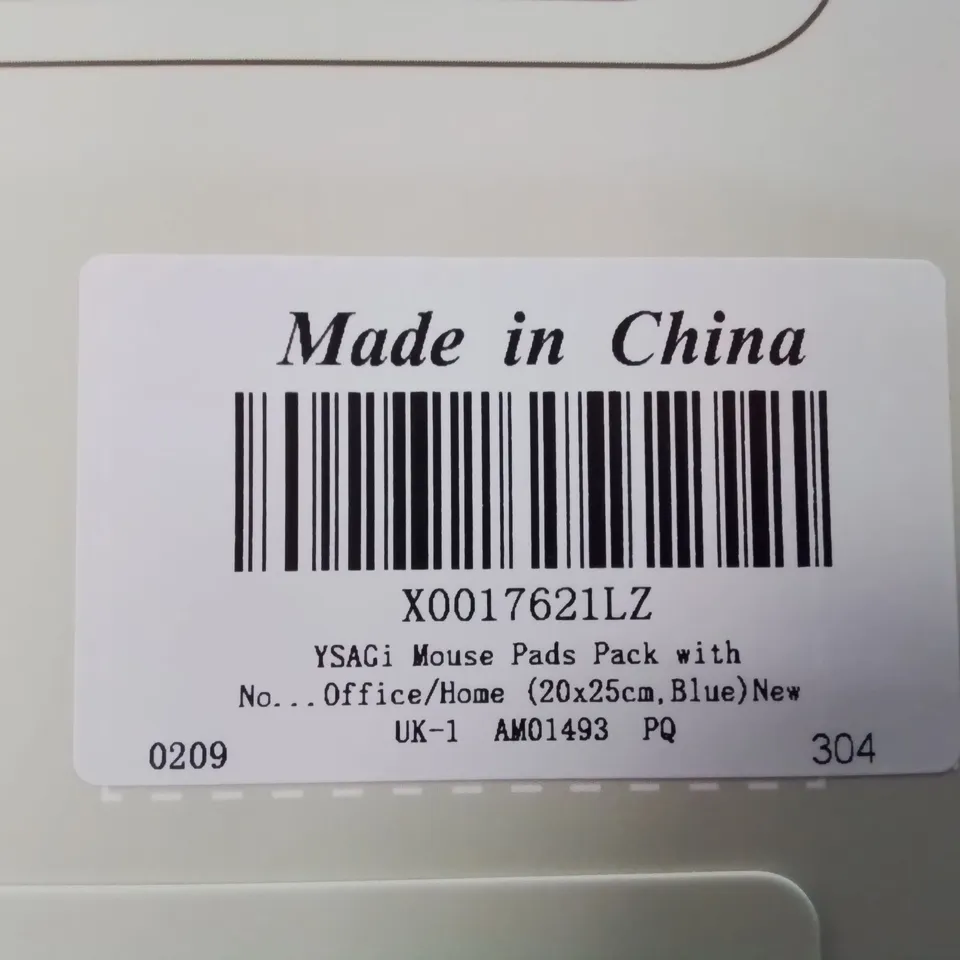 Made in China
X0017621LZ
YSAGi Mouse Pads Pack with
No...Office/Home (20x25cm,Blue)New
UK-1 AM01493 PQ
0209
304